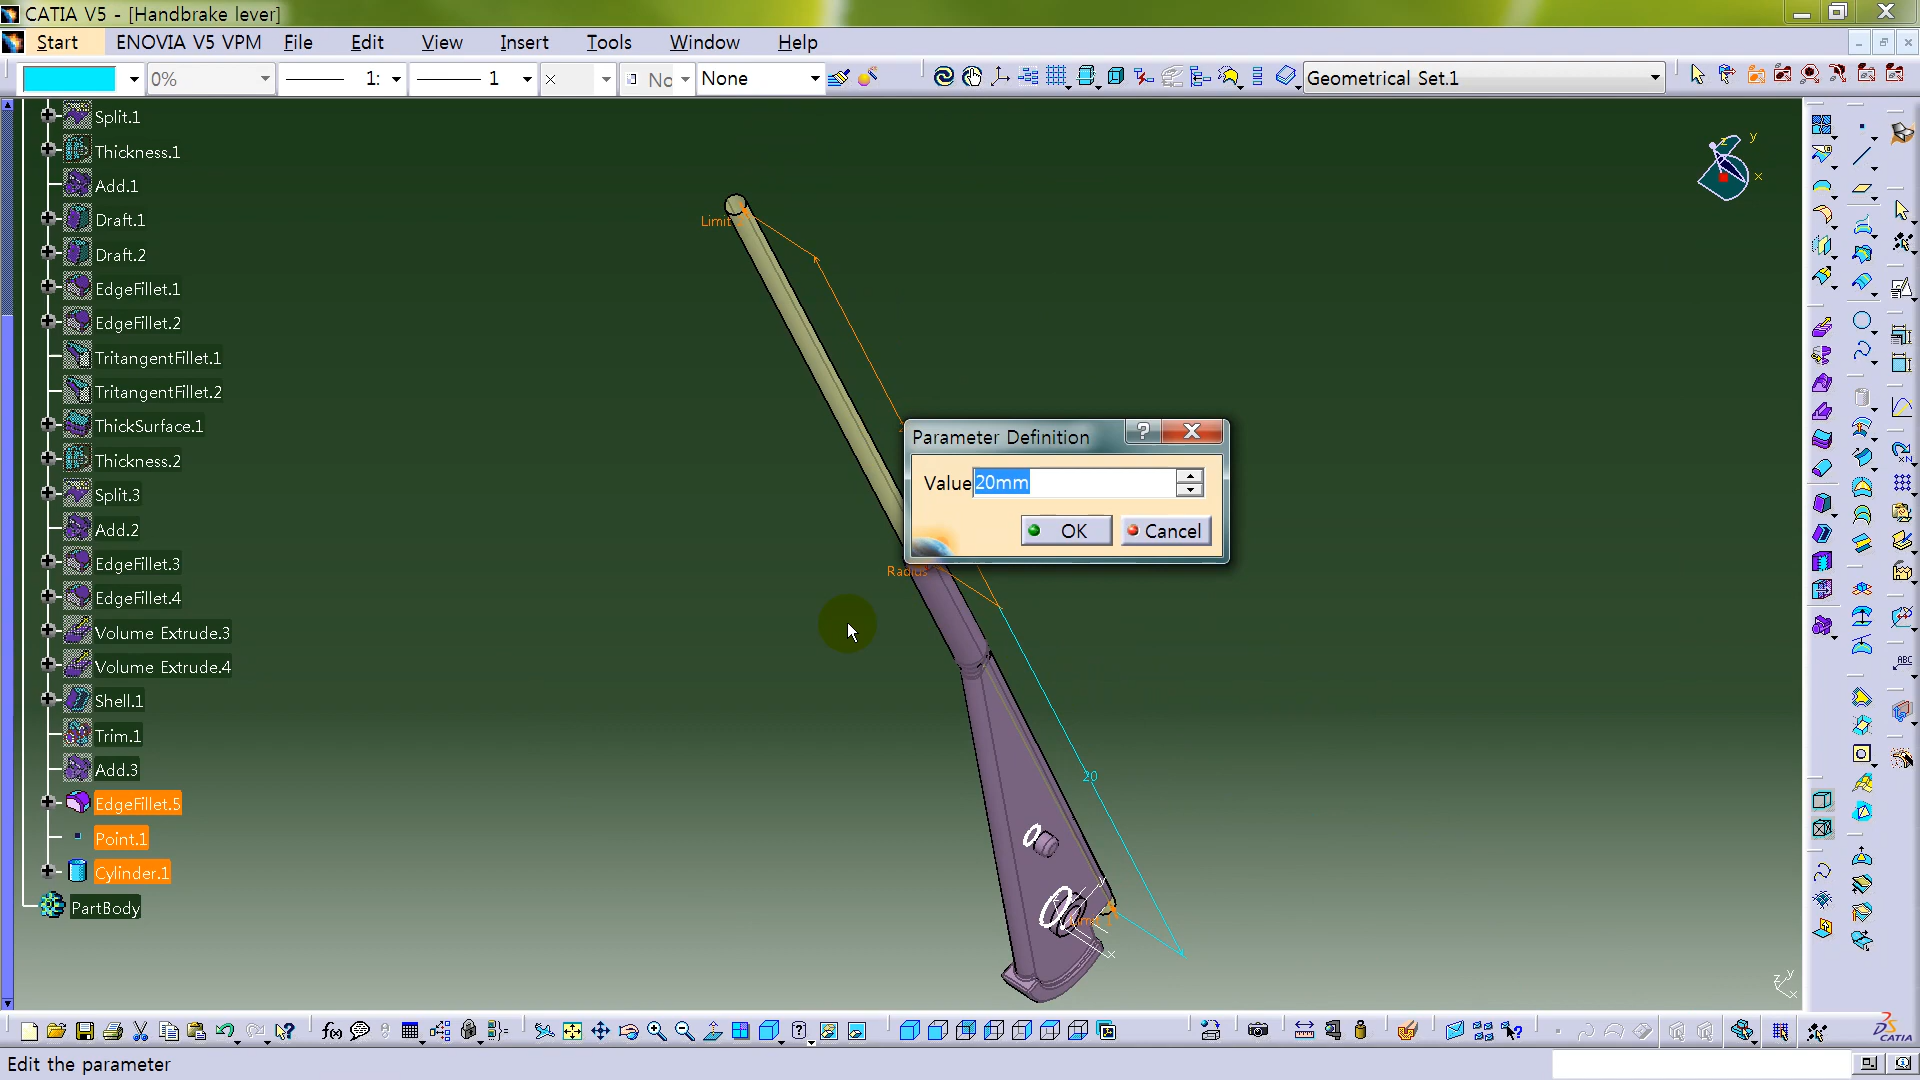 CATIA V5 - [Handbrake lever]
Start ENOVIA V5 VPM File Edit View Insert Tools Window Help
0% 1: 1 No None Geometrical Set.1
Split.1
Thickness.1
Add.1
Draft.1
Draft.2
EdgeFillet.1
EdgeFillet.2
TritangentFillet.1
TritangentFillet.2
ThickSurface.1
Thickness.2
Split.3
Add.2
EdgeFillet.3
EdgeFillet.4
Volume Extrude.3
Volume Extrude.4
Shell.1
Trim.1
Add.3
EdgeFillet.5
Point.1
Cylinder.1
PartBody
Limit
Parameter Definition
Value 20mm
OK Cancel
Radius
20
x
y
z
y
x
z y
x
ABC
CATIA
Edit the parameter